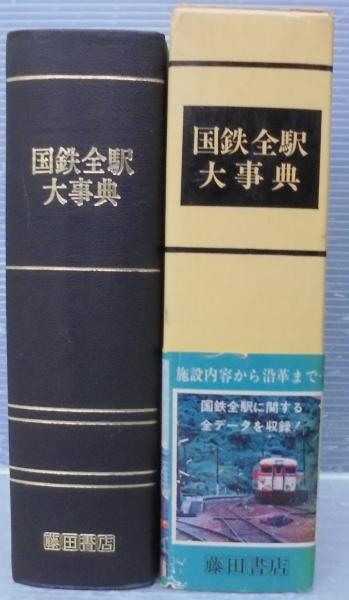 国鉄全駅
大事典
藤田書店
国鉄全駅
大事典
施設内容から沿革まで
国鉄全駅に関する
全データを収録！
藤田書店